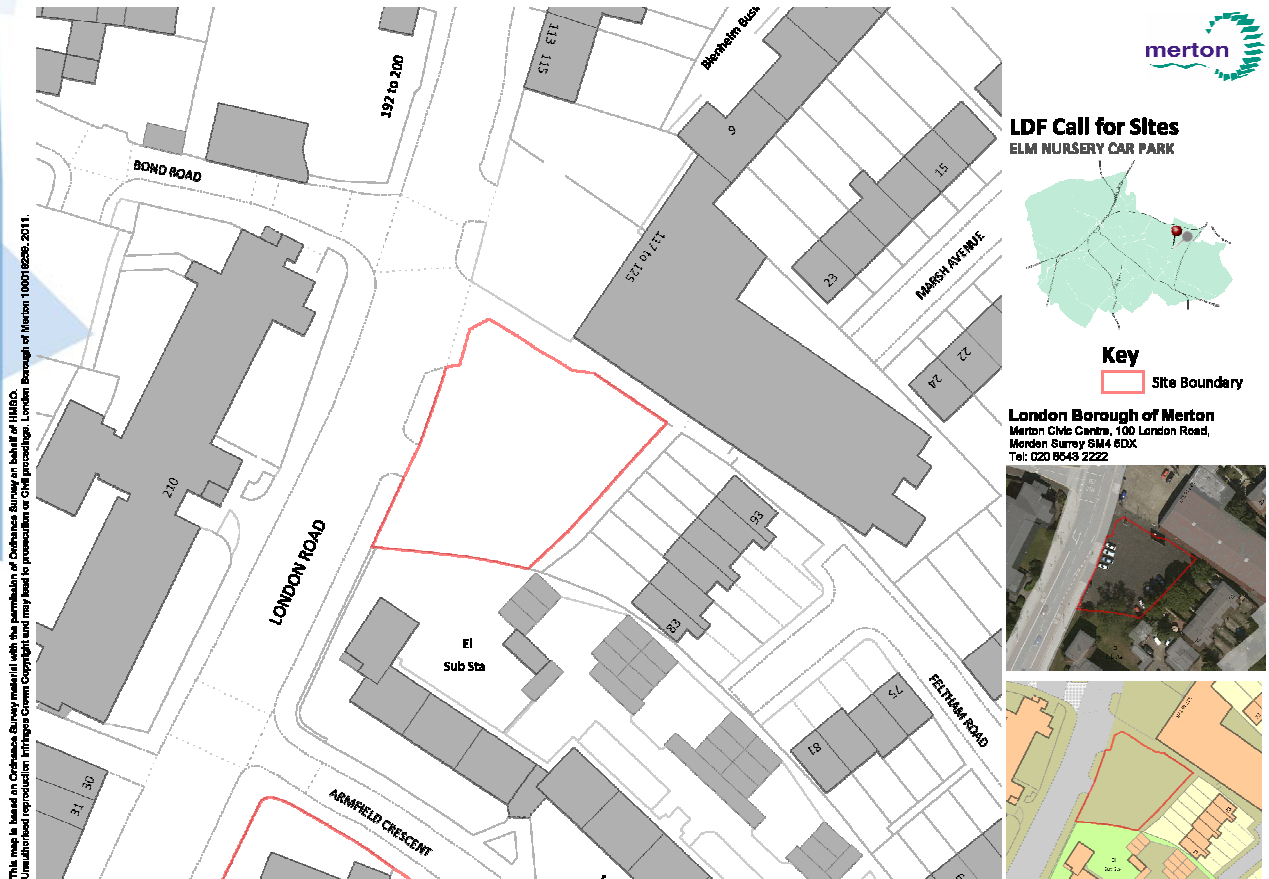 This map is based on Ordnance Survey material with the permission of Ordnance Survey on behalf of HMSO.
Unauthorised reproduction infringes Crown Copyright and may lead to prosecution or Civil proceedings. London Borough of Merton 100019259. 2011.
113 115
192 to 200
Blenheim Busi
BOND ROAD
9
15
117 to 125
23
MARSH AVENUE
22
24
210
93
LONDON ROAD
83
El
Sub Sta
75
FELTHAM ROAD
81
30
31
ARMFIELD CRESCENT
merton
LDF Call for Sites
ELM NURSERY CAR PARK
Key
Site Boundary
London Borough of Merton
Merton Civic Centre, 100 London Road,
Morden Surrey SM4 5DX
Tel: 020 8543 2222
El
Sub Sta